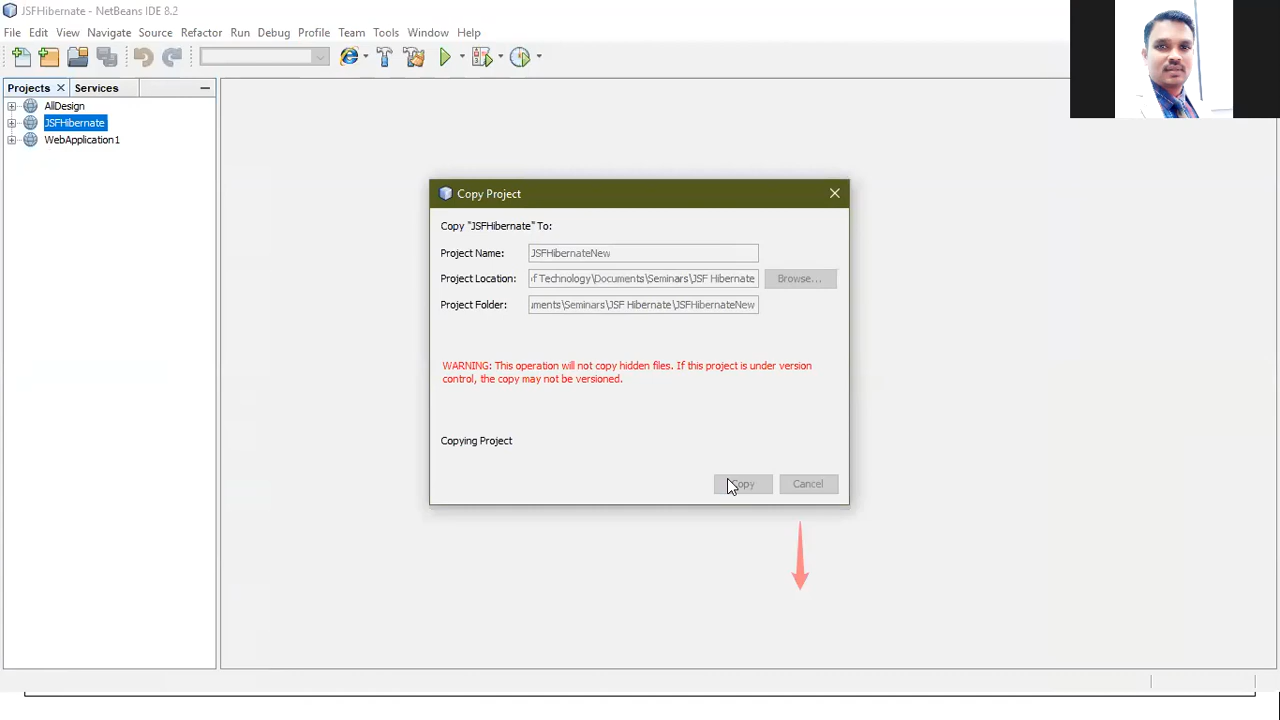 JSFHibernate - NetBeans IDE 8.2
File Edit View Navigate Source Refactor Run Debug Profile Team Tools Window Help
Projects Services
AllDesign
JSFHibernate
WebApplication1
Copy Project
Copy "JSFHibernate" To:
Project Name: JSFHibernateNew
Project Location: of Technology\Documents\Seminars\JSF Hibernate Browse...
Project Folder: uments\Seminars\JSF Hibernate\JSFHibernateNew
WARNING: This operation will not copy hidden files. If this project is under version
control, the copy may not be versioned.
Copying Project
Copy Cancel